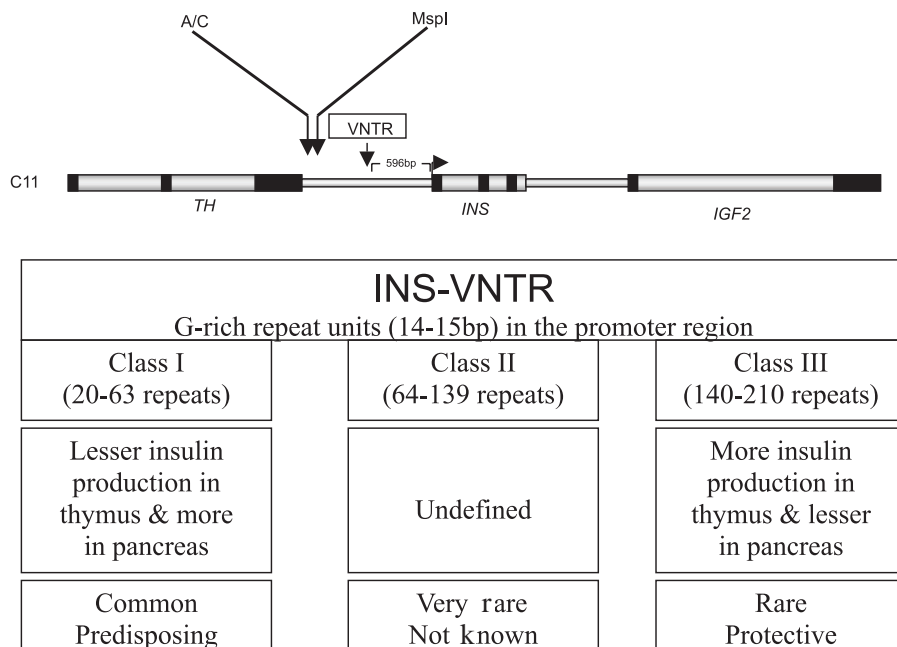 A/C
MspI
VNTR
596bp
C11
TH
INS
IGF2
INS-VNTR
G-rich repeat units (14-15bp) in the promoter region
Class I
(20-63 repeats)
Class II
(64-139 repeats)
Class III
(140-210 repeats)
Lesser insulin
production in
thymus & more
in pancreas
Undefined
More insulin
production in
thymus & lesser
in pancreas
Common
Predisposing
Very rare
Not known
Rare
Protective